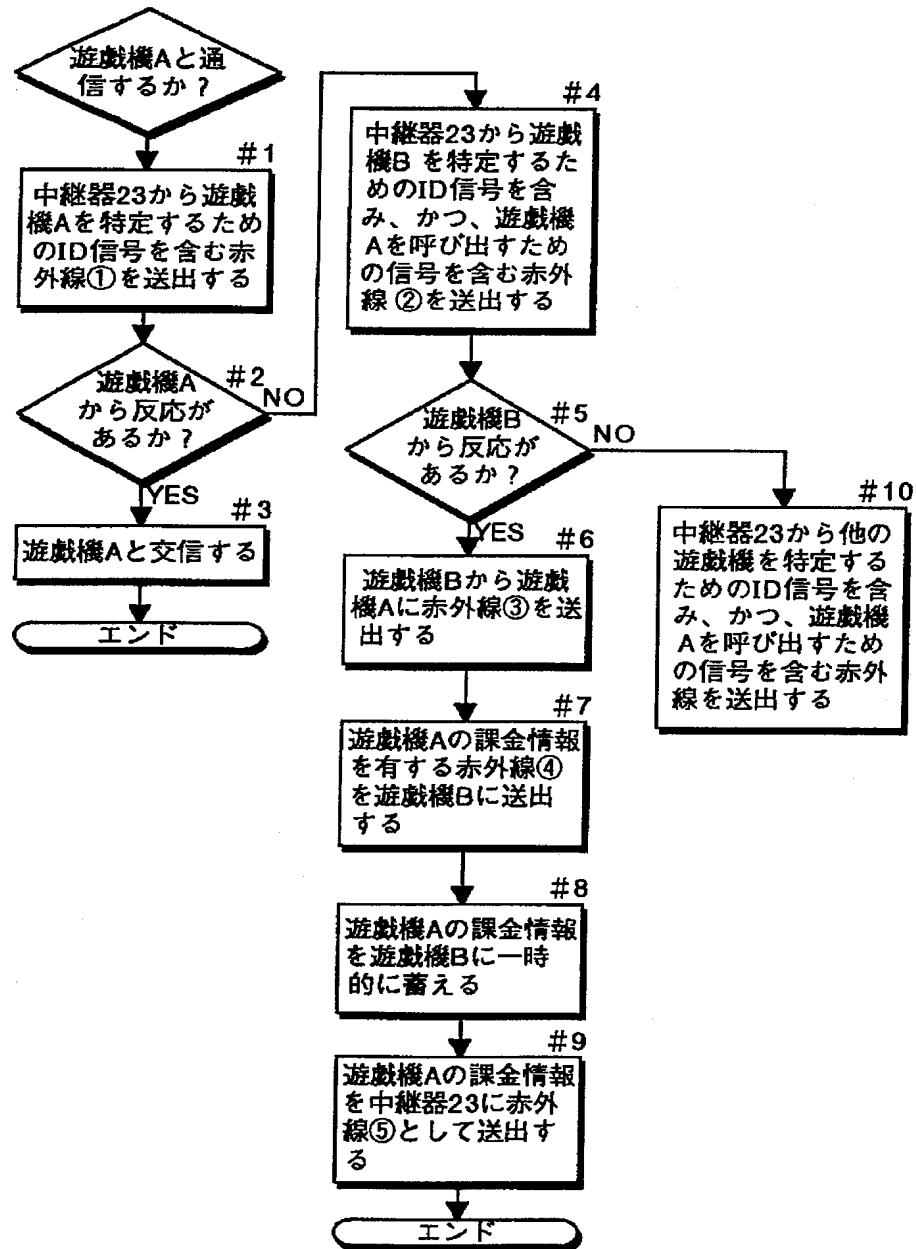 遊戯機Aと通
信するか？
#1
中継器23から遊戯
機Aを特定するため
のID信号を含む赤
外線①を送出する
遊戯機A
から反応が
あるか？
#2
NO
YES
#3
遊戯機Aと交信する
エンド
#4
中継器23から遊戯
機B を特定するた
めのID信号を含
み、かつ、遊戯機
Aを呼び出すため
の信号を含む赤外
線 ②を送出する
遊戯機B
から反応が
あるか？
#5
NO
YES
#6
遊戯機Bから遊戯
機Aに赤外線③を送
出する
#7
遊戯機Aの課金情報
を有する赤外線④
を遊戯機Bに送出
する
#8
遊戯機Aの課金情報
を遊戯機Bに一時
的に蓄える
#9
遊戯機Aの課金情報
を中継器23に赤外
線⑤として送出す
る
エンド
#10
中継器23から他の
遊戯機を特定する
ためのID信号を含
み、かつ、遊戯機
Aを呼び出すため
の信号を含む赤外
線を送出する